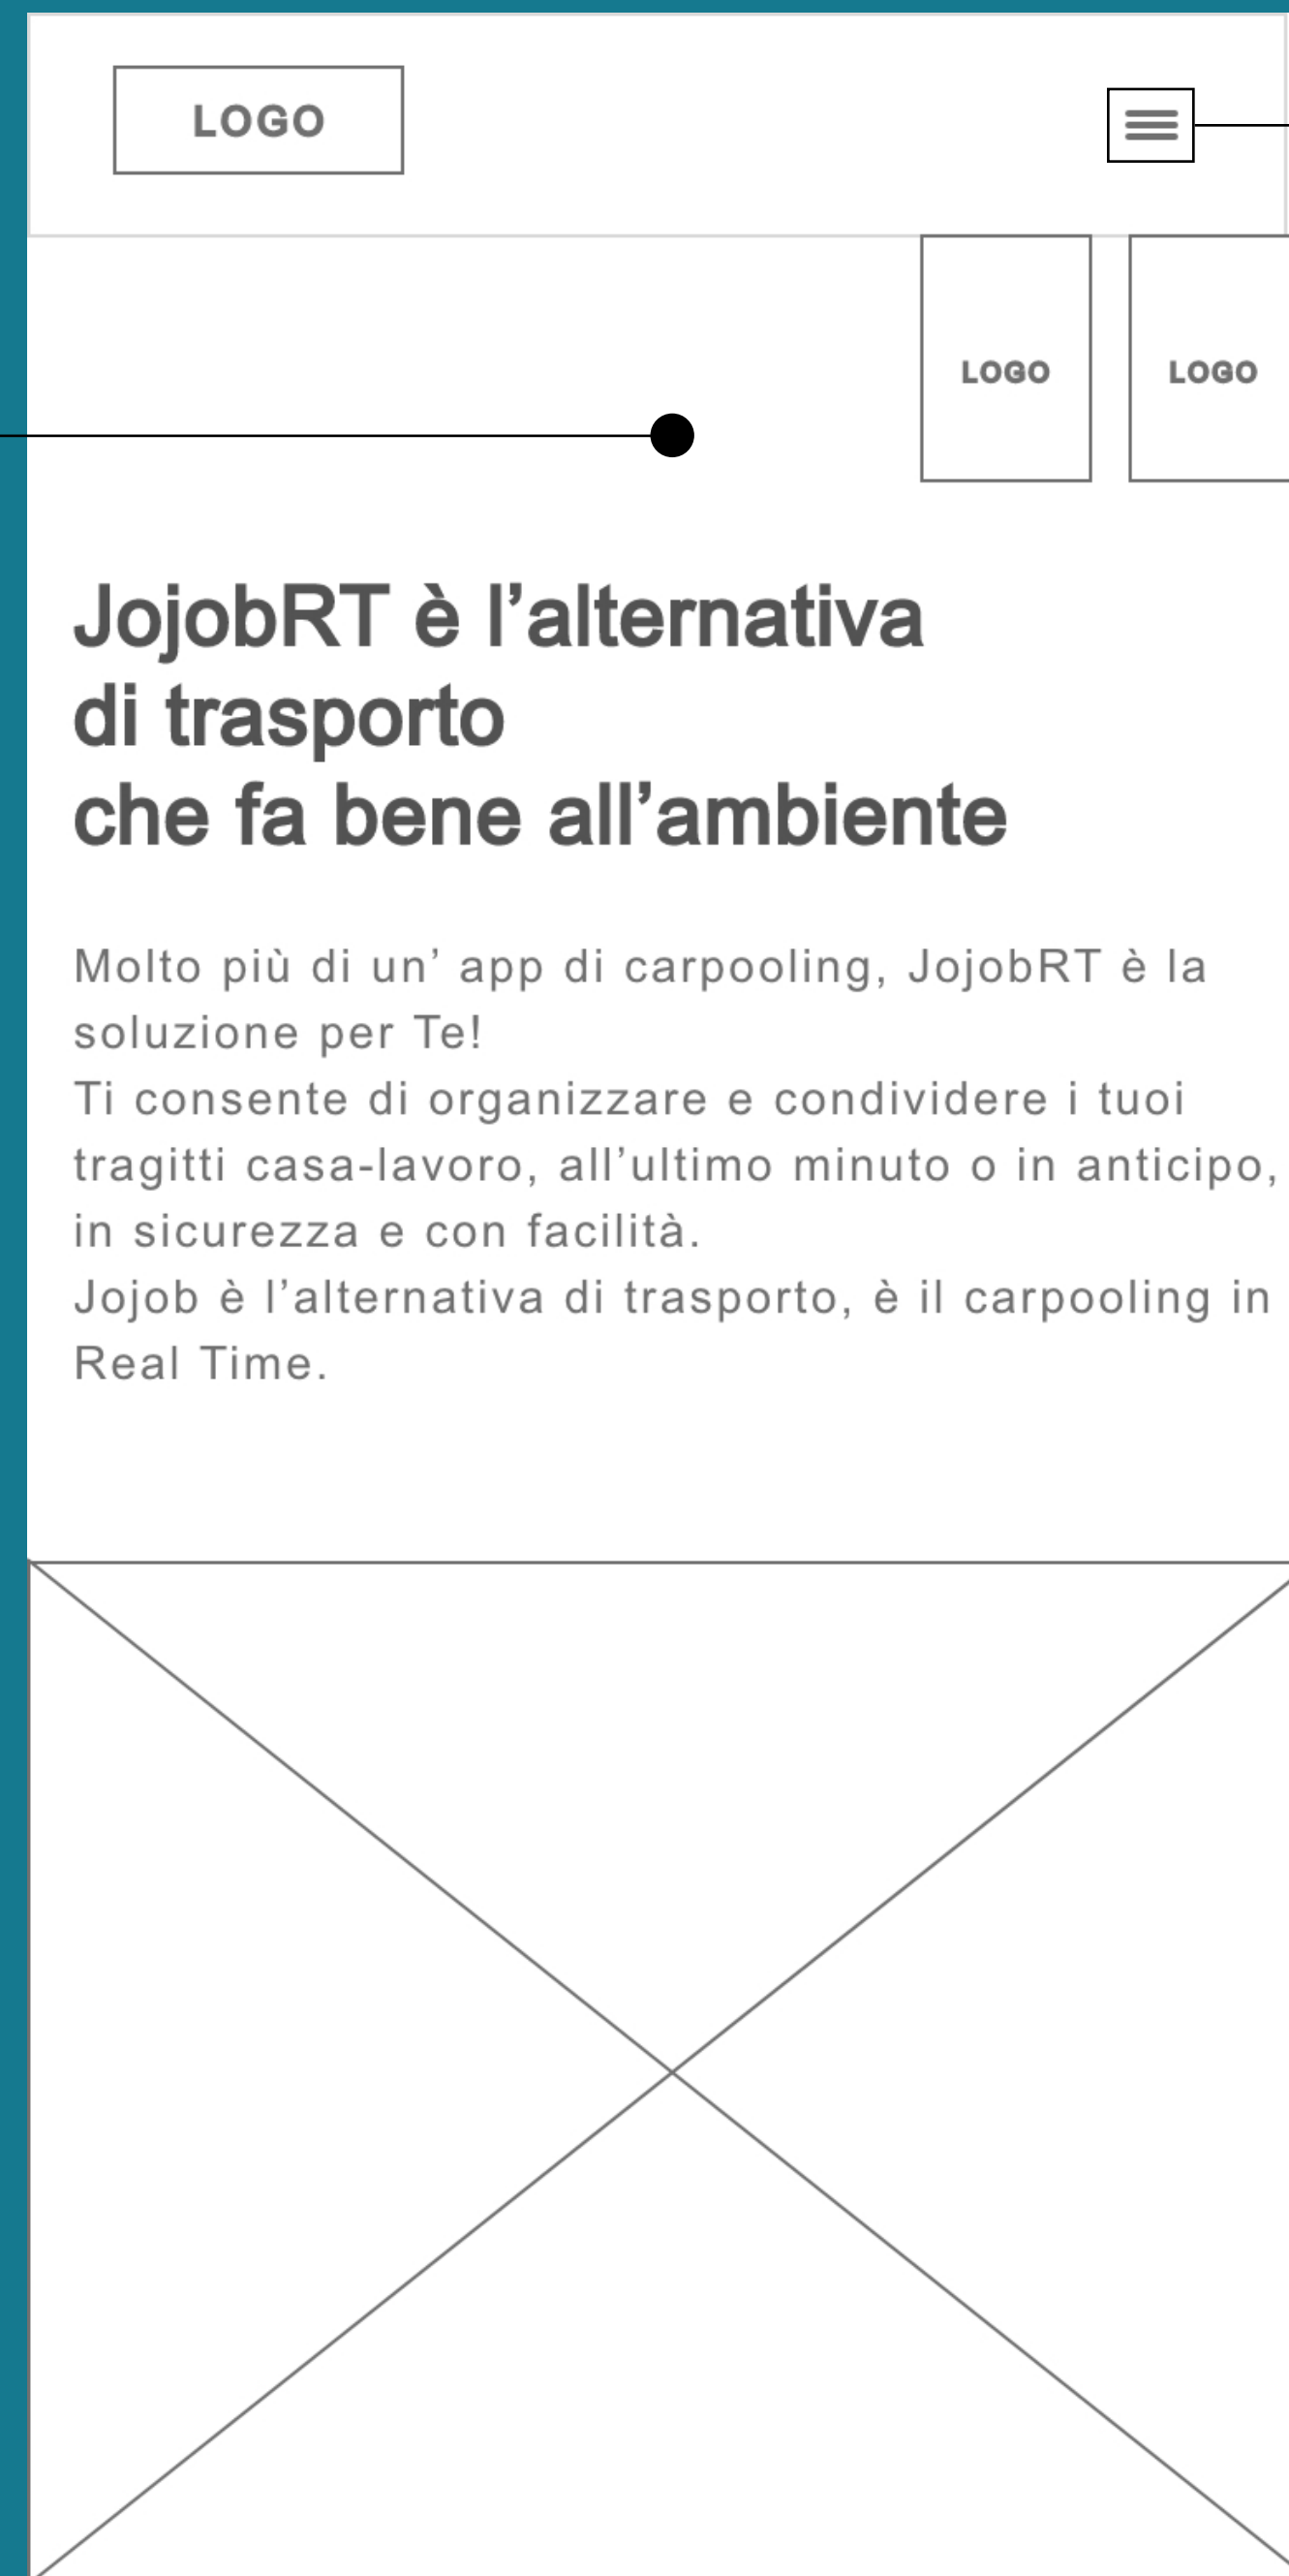 LOGO
LOGO
LOGO
JojobRT è l’alternativa
di trasporto
che fa bene all’ambiente
Molto più di un’ app di carpooling, JojobRT è la
soluzione per Te!
Ti consente di organizzare e condividere i tuoi
tragitti casa-lavoro, all’ultimo minuto o in anticipo,
in sicurezza e con facilità.
Jojob è l’alternativa di trasporto, è il carpooling in
Real Time.